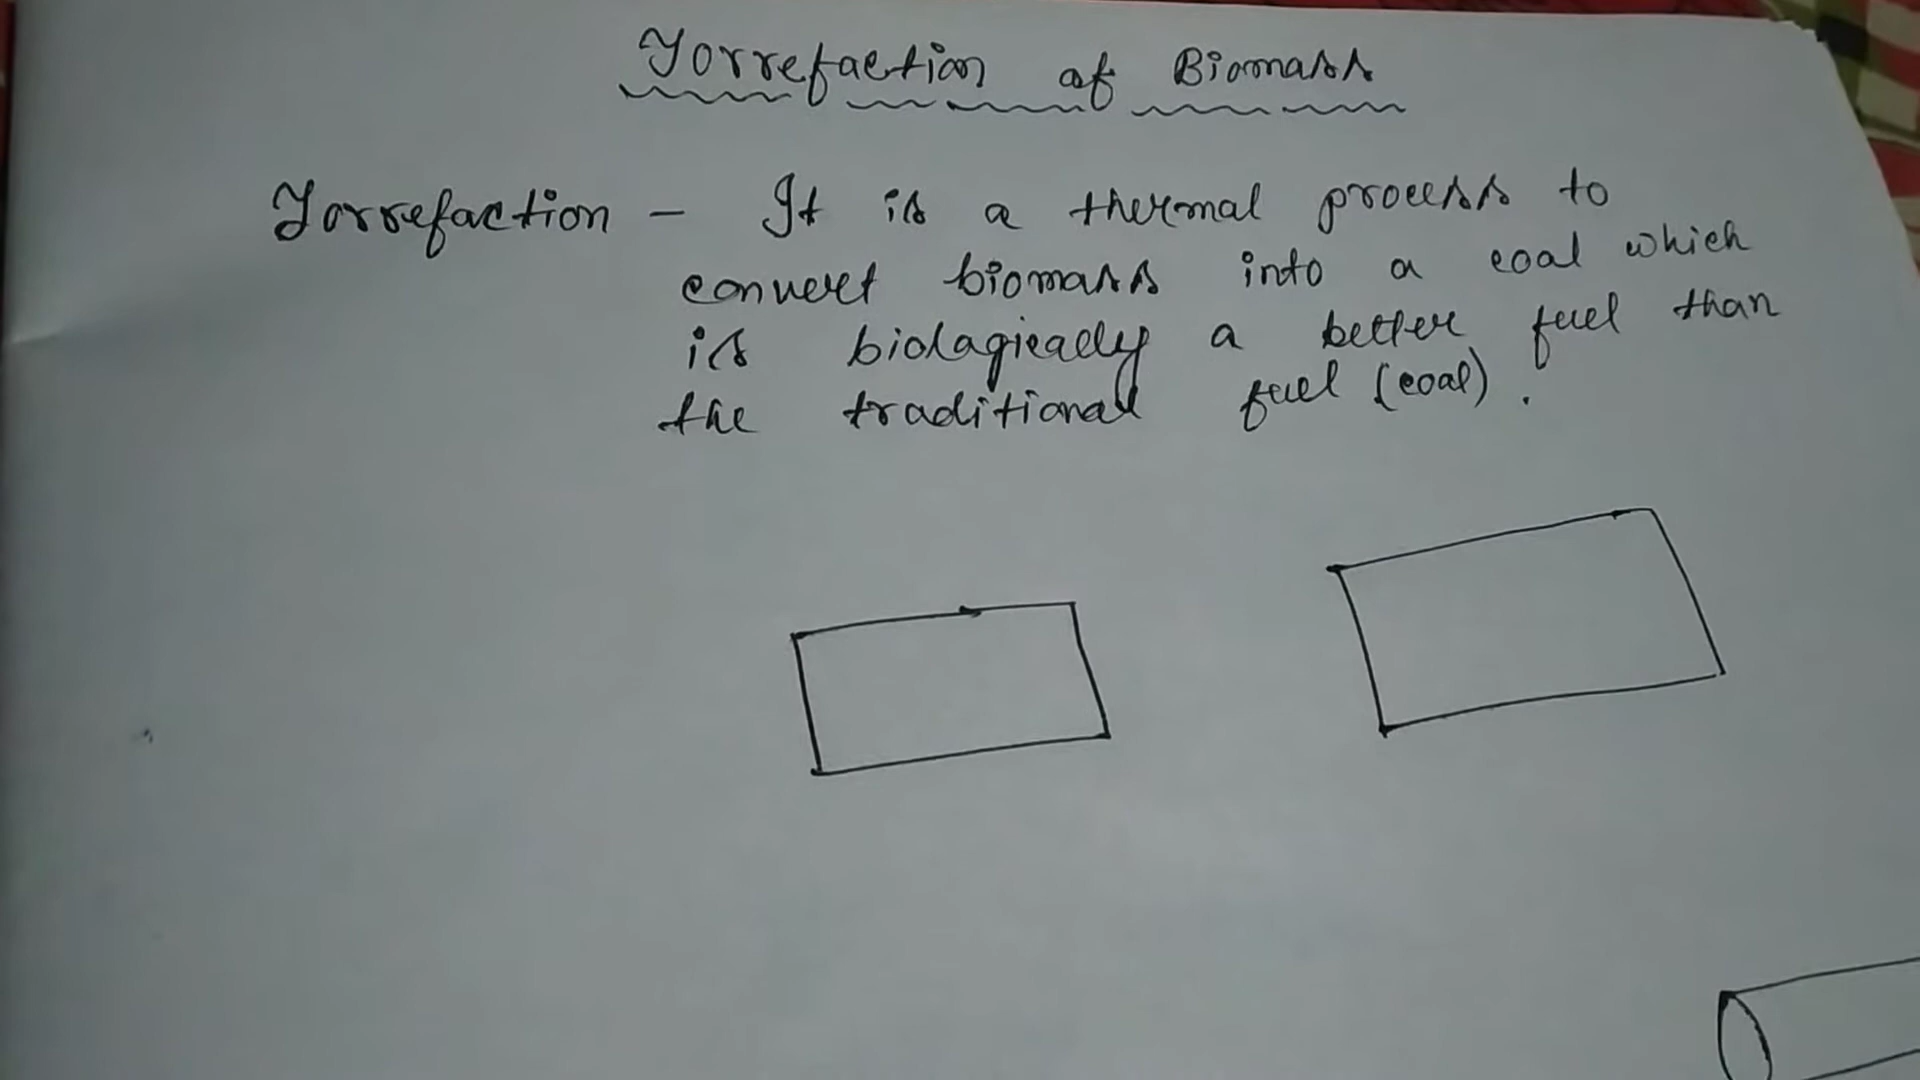 Torrefaction of Biomass
Torrefaction - It is a thermal process to
convert biomass into a coal which
is biologically a better fuel than
the traditional fuel (coal).